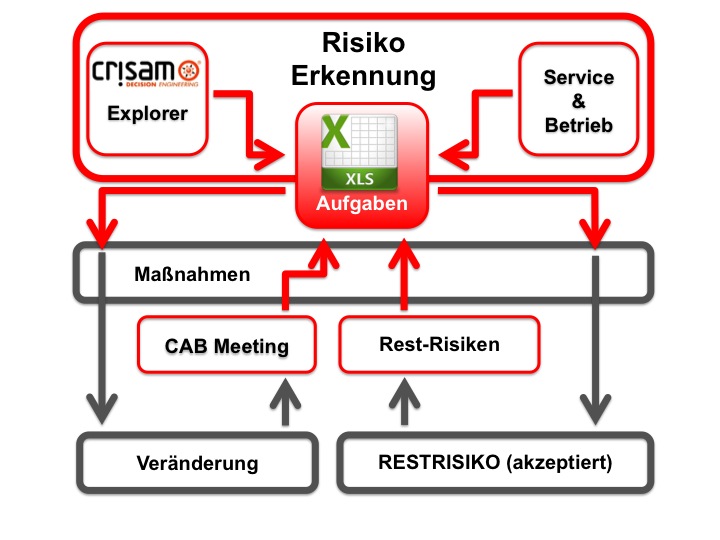 Risiko
Erkennung
crisam
DECISION ENGINEERING
Explorer
Service
&
Betrieb
X
XLS
Aufgaben
Maßnahmen
CAB Meeting
Rest-Risiken
Veränderung
RESTRISIKO (akzeptiert)